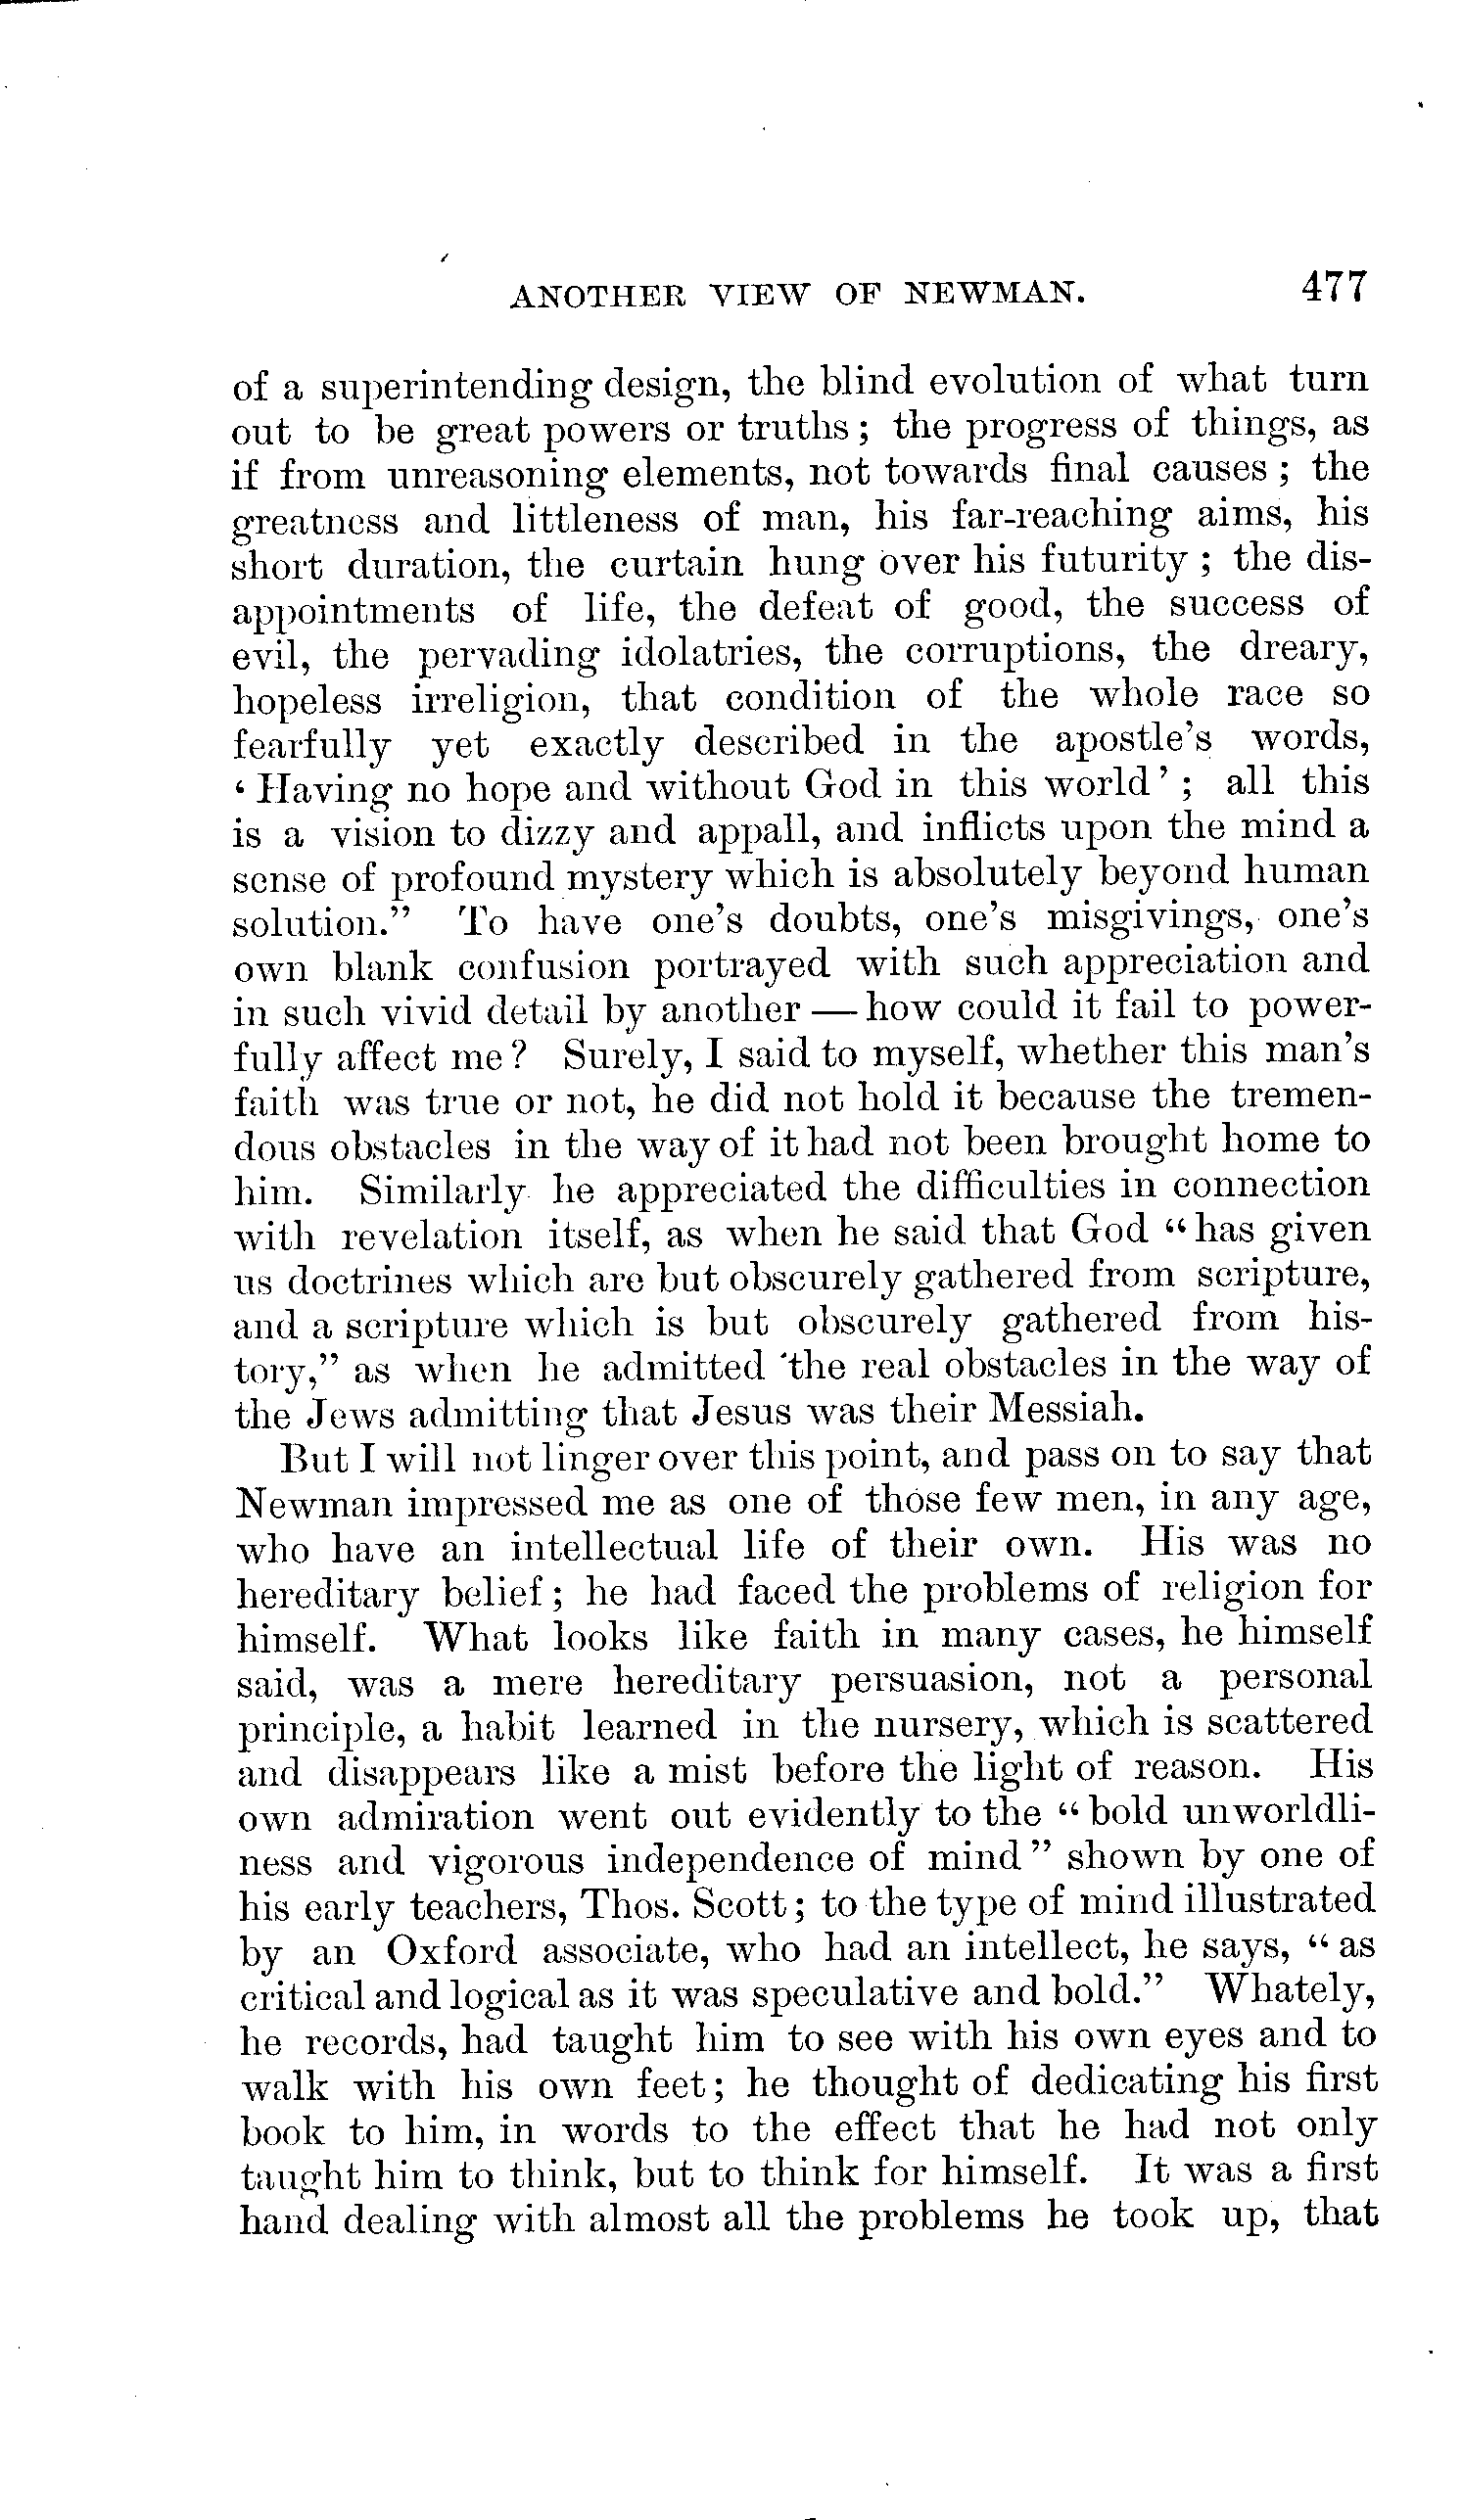 ANOTHER VIEW OF NEWMAN. 477
of a superintending design, the blind evolution of what turn
out to be great powers or truths; the progress of things, as
if from unreasoning elements, not towards final causes; the
greatness and littleness of man, his far-reaching aims, his
short duration, the curtain hung over his futurity; the dis-
appointments of life, the defeat of good, the success of
evil, the pervading idolatries, the corruptions, the dreary,
hopeless irreligion, that condition of the whole race so
fearfully yet exactly described in the apostle's words,
'Having no hope and without God in this world'; all this
is a vision to dizzy and appall, and inflicts upon the mind a
sense of profound mystery which is absolutely beyond human
solution." To have one's doubts, one's misgivings, one's
own blank confusion portrayed with such appreciation and
in such vivid detail by another — how could it fail to power-
fully affect me? Surely, I said to myself, whether this man's
faith was true or not, he did not hold it because the tremen-
dous obstacles in the way of it had not been brought home to
him. Similarly he appreciated the difficulties in connection
with revelation itself, as when he said that God "has given
us doctrines which are but obscurely gathered from scripture,
and a scripture which is but obscurely gathered from his-
tory," as when he admitted the real obstacles in the way of
the Jews admitting that Jesus was their Messiah.
But I will not linger over this point, and pass on to say that
Newman impressed me as one of those few men, in any age,
who have an intellectual life of their own. His was no
hereditary belief; he had faced the problems of religion for
himself. What looks like faith in many cases, he himself
said, was a mere hereditary persuasion, not a personal
principle, a habit learned in the nursery, which is scattered
and disappears like a mist before the light of reason. His
own admiration went out evidently to the "bold unworldli-
ness and vigorous independence of mind" shown by one of
his early teachers, Thos. Scott; to the type of mind illustrated
by an Oxford associate, who had an intellect, he says, "as
critical and logical as it was speculative and bold." Whately,
he records, had taught him to see with his own eyes and to
walk with his own feet; he thought of dedicating his first
book to him, in words to the effect that he had not only
taught him to think, but to think for himself. It was a first
hand dealing with almost all the problems he took up, that